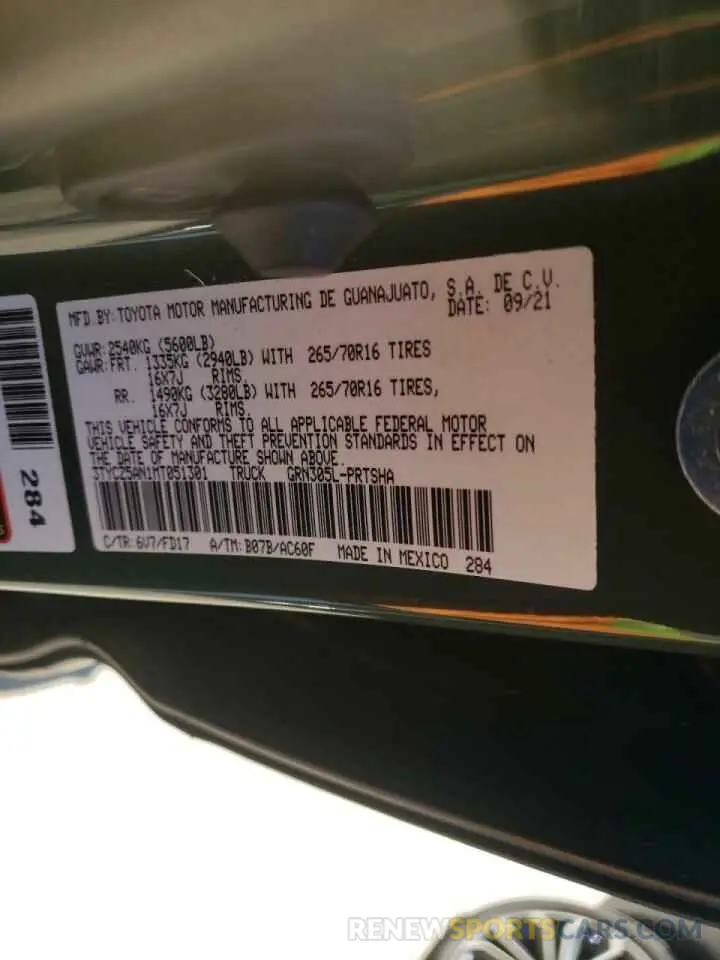 MFD BY: TOYOTA MOTOR MANUFACTURING DE GUANAJUATO, S.A. DE C.V.
DATE: 09/21
GVWR: 2540KG (5600LB)
GAWR: FRT. 1335KG (2940LB) WITH 265/70R16 TIRES
16X7J RIMS.
RR. 1490KG (3280LB) WITH 265/70R16 TIRES,
16X7J RIMS.
THIS VEHICLE CONFORMS TO ALL APPLICABLE FEDERAL MOTOR
VEHICLE SAFETY AND THEFT PREVENTION STANDARDS IN EFFECT ON
THE DATE OF MANUFACTURE SHOWN ABOVE.
3TYCZ5AN1MT051301 TRUCK GRN305L-PRTSHA
C/TR: 6V7/FD17 A/TM: B07B/AC60F MADE IN MEXICO 284
284
RENEWSPORTSCARS.COM